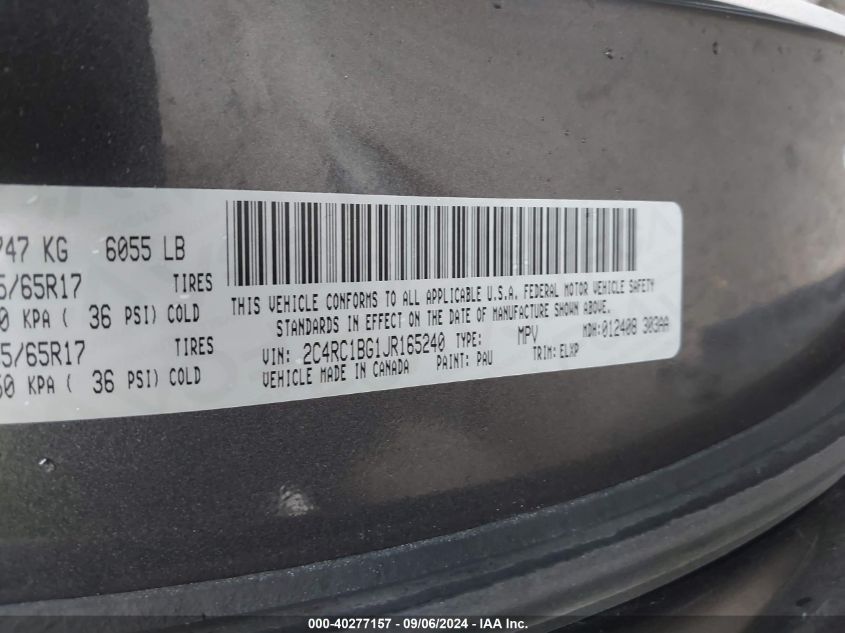 747 KG 6055 LB
5/65R17 TIRES
0 KPA ( 36 PSI) COLD
5/65R17 TIRES
50 KPA ( 36 PSI) COLD
THIS VEHICLE CONFORMS TO ALL APPLICABLE U.S.A. FEDERAL MOTOR VEHICLE SAFETY
STANDARDS IN EFFECT ON THE DATE OF MANUFACTURE SHOWN ABOVE.
VIN: 2C4RC1BG1JR165240 TYPE: MPV MDH: 012408 303AA
VEHICLE MADE IN CANADA PAINT: PAU TRIM: ELXP
000-40277157 - 09/06/2024 - IAA Inc.